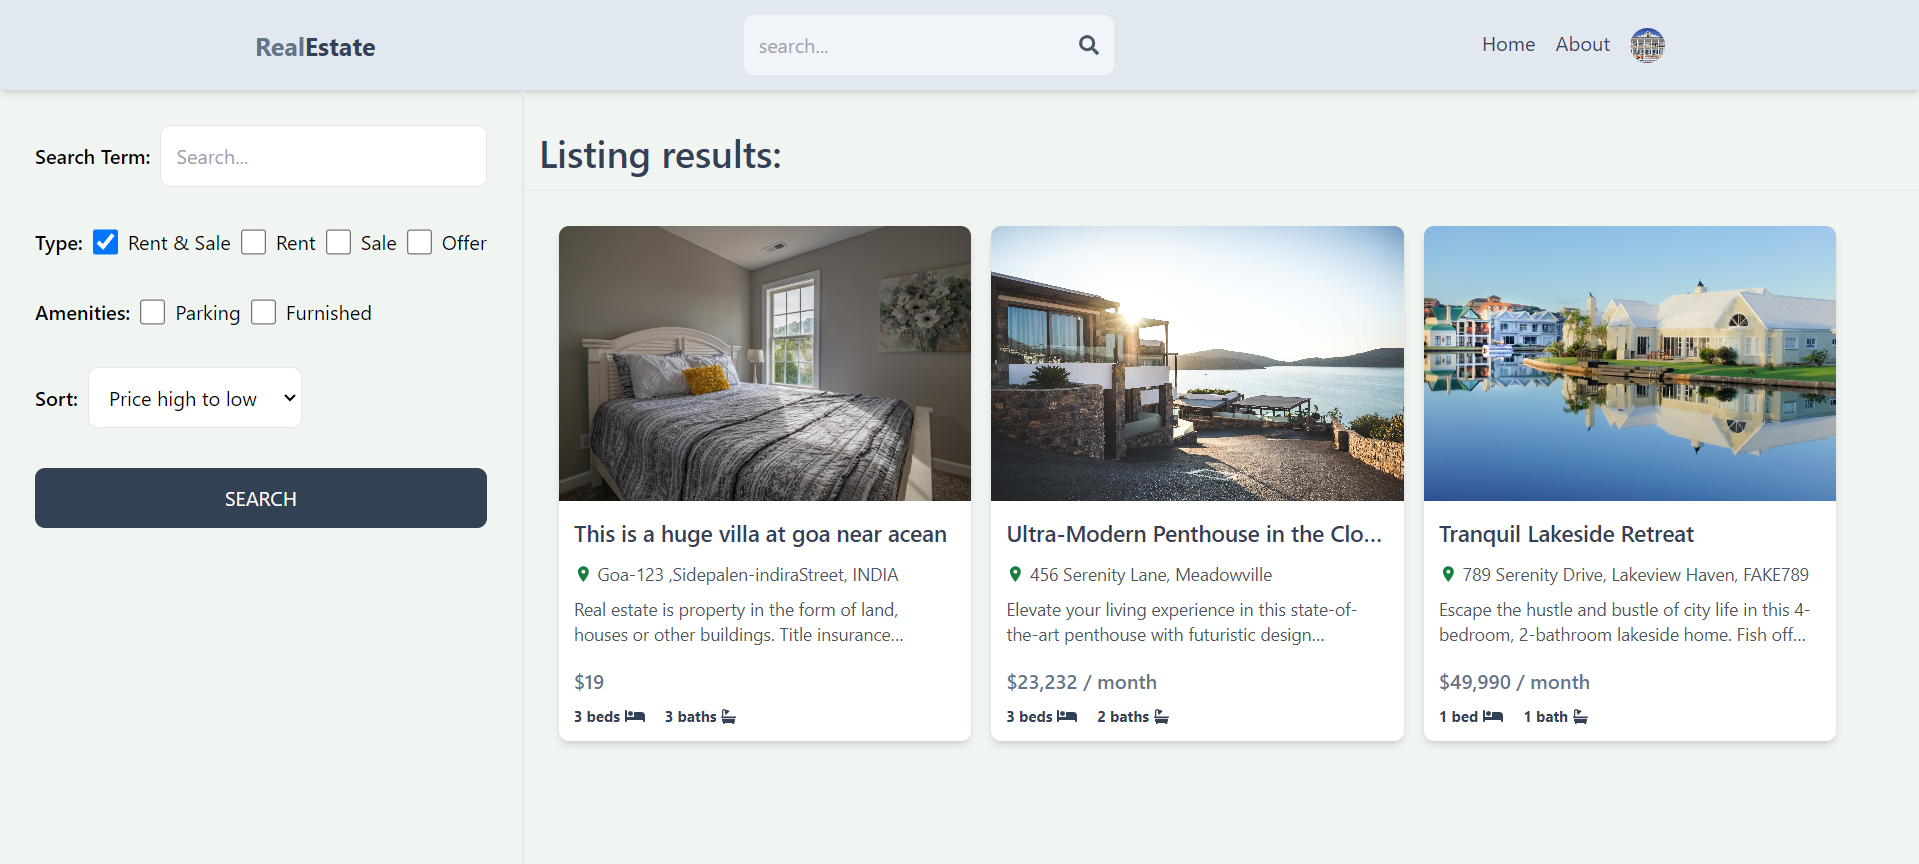 RealEstate
search...
Home About
Search Term: Search...
Type: Rent & Sale Rent Sale Offer
Amenities: Parking Furnished
Sort: Price high to low
SEARCH
Listing results:
This is a huge villa at goa near acean
Goa-123 ,Sidepalen-indiraStreet, INDIA
Real estate is property in the form of land,
houses or other buildings. Title insurance...
$19
3 beds 3 baths
Ultra-Modern Penthouse in the Clo...
456 Serenity Lane, Meadowville
Elevate your living experience in this state-of-
the-art penthouse with futuristic design...
$23,232 / month
3 beds 2 baths
Tranquil Lakeside Retreat
789 Serenity Drive, Lakeview Haven, FAKE789
Escape the hustle and bustle of city life in this 4-
bedroom, 2-bathroom lakeside home. Fish off...
$49,990 / month
1 bed 1 bath